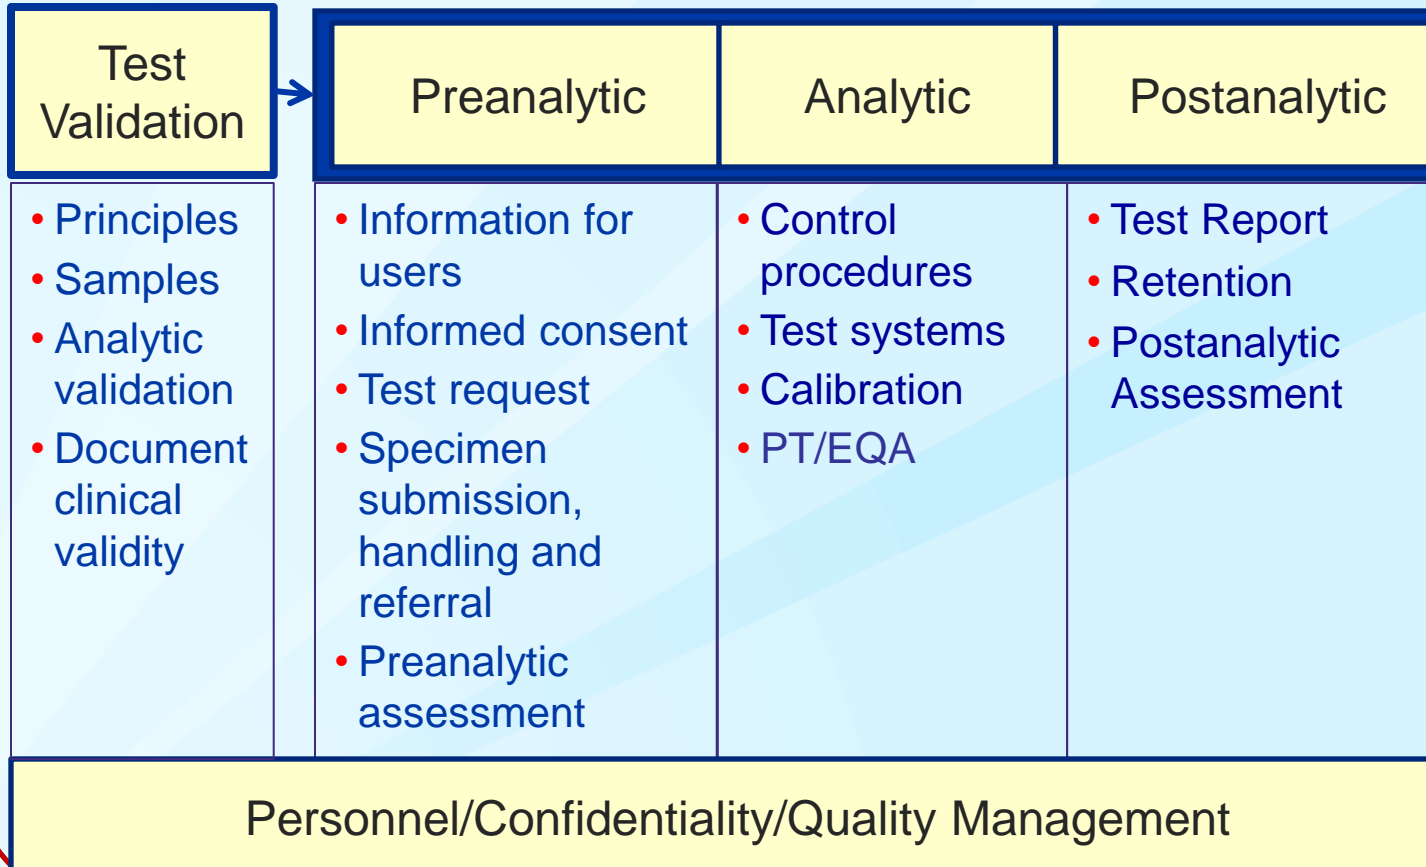 Test
Validation
Preanalytic
Analytic
Postanalytic
• Principles
• Samples
• Analytic
validation
• Document
clinical
validity
• Information for
users
• Informed consent
• Test request
• Specimen
submission,
handling and
referral
• Preanalytic
assessment
• Control
procedures
• Test systems
• Calibration
• PT/EQA
• Test Report
• Retention
• Postanalytic
Assessment
Personnel/Confidentiality/Quality Management